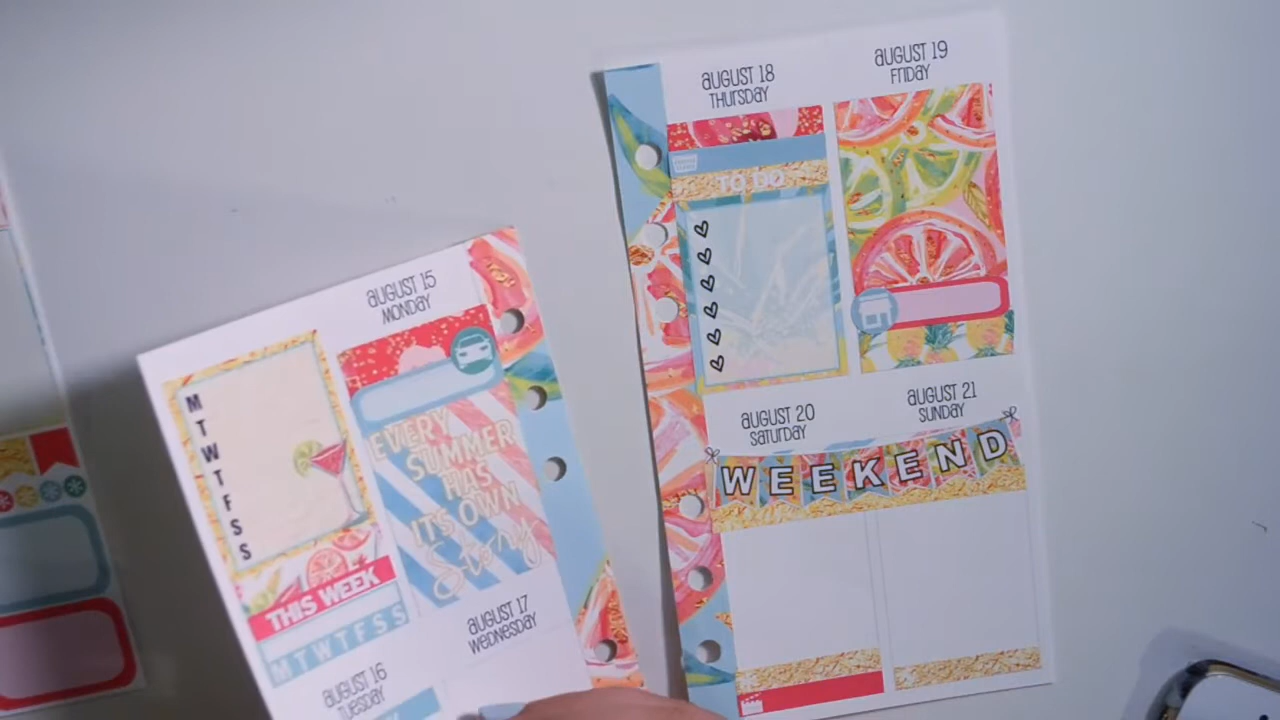 AUGUST 15
MONDAY
M
T
W
T
F
S
S
EVERY
SUMMER
HAS
ITS OWN
Story
THIS WEEK
M T W T F S S
AUGUST 16
TUESDAY
AUGUST 17
WEDNESDAY
AUGUST 18
THURSDAY
TO DO
AUGUST 19
FRIDAY
AUGUST 20
SATURDAY
AUGUST 21
SUNDAY
WEEKEND